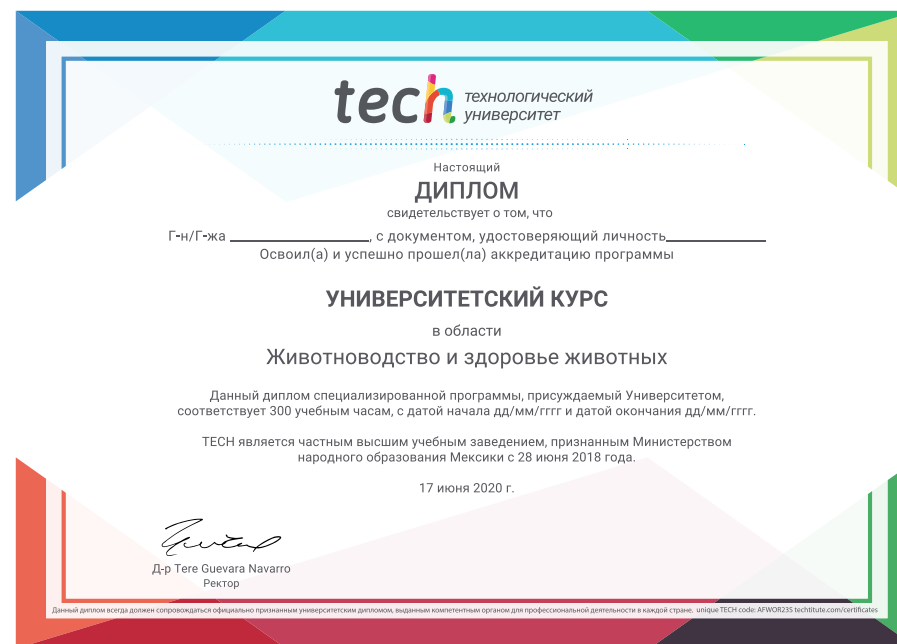 tech технологический
университет
Настоящий
ДИПЛОМ
свидетельствует о том, что
Г-н/Г-жа ____________________, с документом, удостоверяющий личность______________
Освоил(а) и успешно прошел(ла) аккредитацию программы
УНИВЕРСИТЕТСКИЙ КУРС
в области
Животноводство и здоровье животных
Данный диплом специализированной программы, присуждаемый Университетом,
соответствует 300 учебным часам, с датой начала дд/мм/гггг и датой окончания дд/мм/гггг.
TECH является частным высшим учебным заведением, признанным Министерством
народного образования Мексики с 28 июня 2018 года.
17 июня 2020 г.
Д-р Tere Guevara Navarro
Ректор
Данный диплом всегда должен сопровождаться официально признанным университетским дипломом, выданным компетентным органом для профессиональной деятельности в каждой стране. unique TECH code: AFWOR23S techtitute.com/certificates